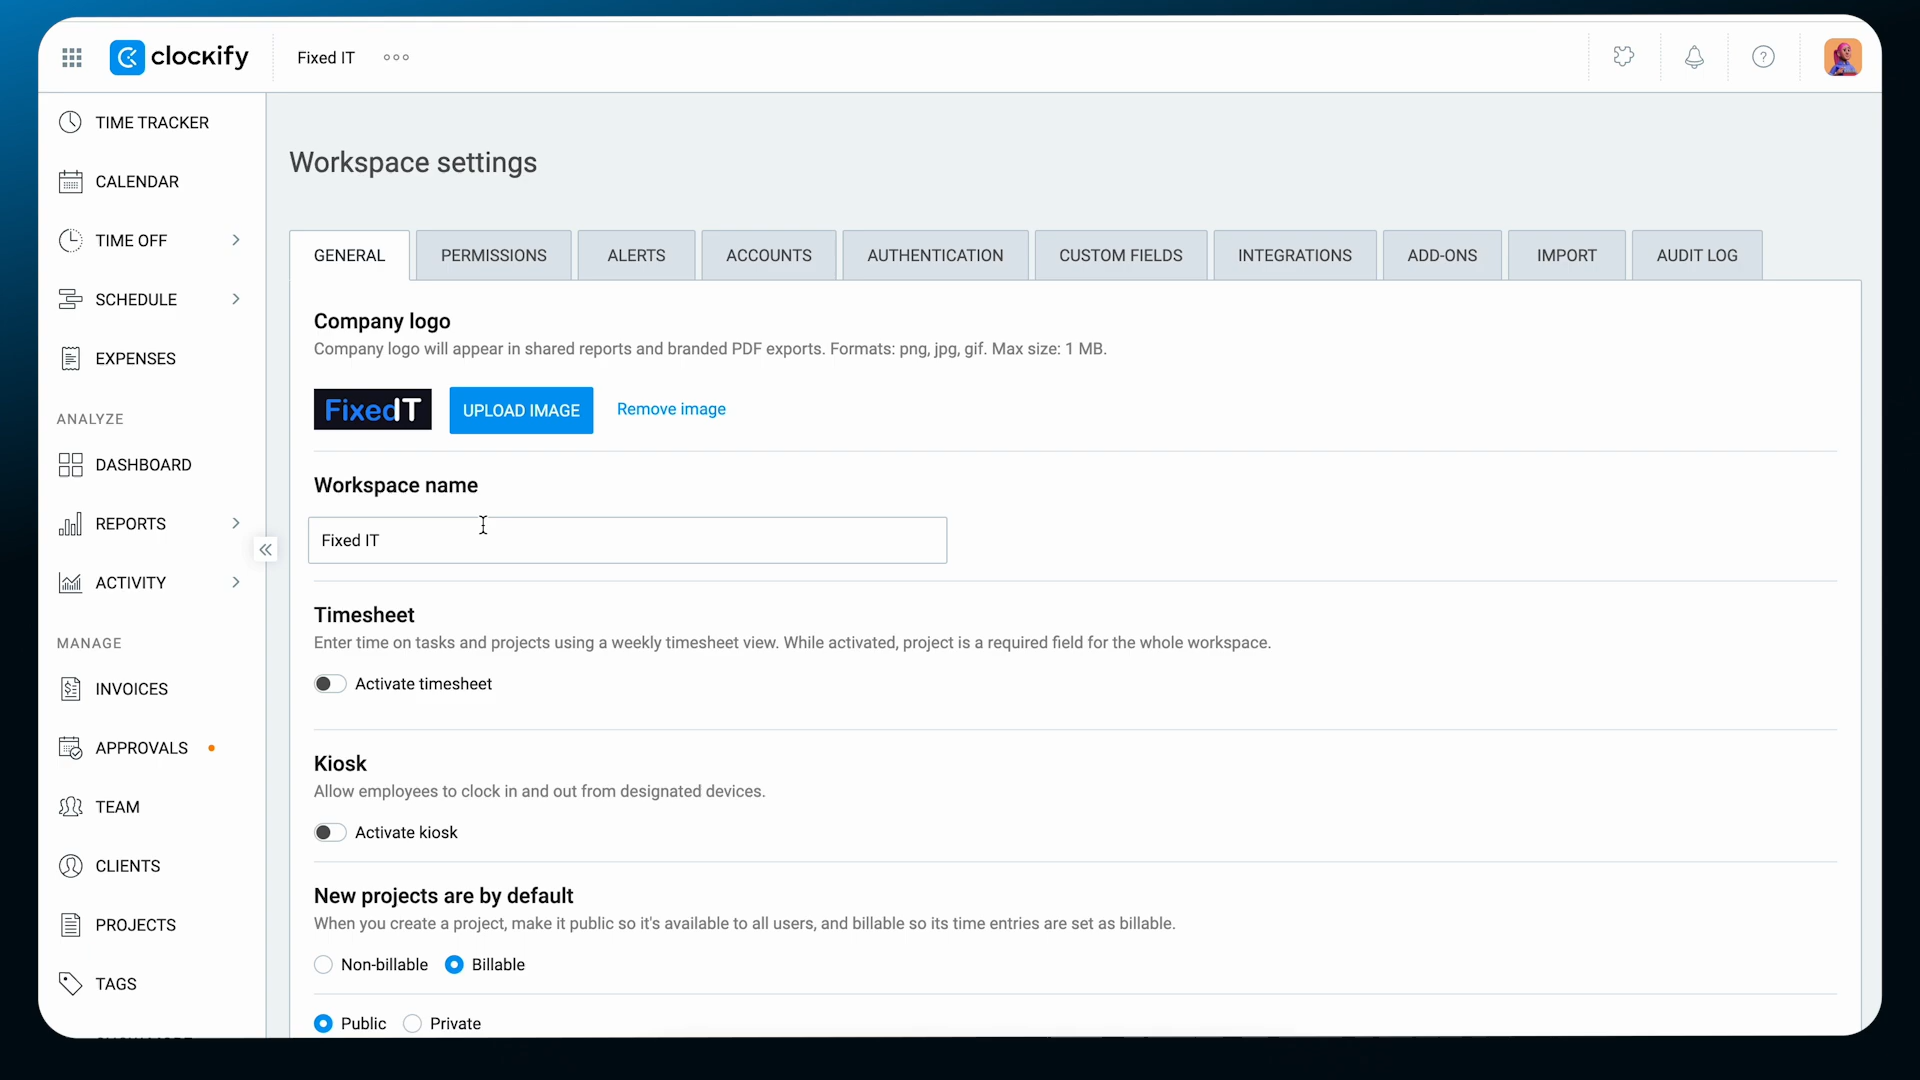 clockify
Fixed IT
TIME TRACKER
CALENDAR
TIME OFF
SCHEDULE
EXPENSES
ANALYZE
DASHBOARD
REPORTS
ACTIVITY
MANAGE
INVOICES
APPROVALS
TEAM
CLIENTS
PROJECTS
TAGS
Workspace settings
GENERAL PERMISSIONS ALERTS ACCOUNTS AUTHENTICATION CUSTOM FIELDS INTEGRATIONS ADD-ONS IMPORT AUDIT LOG
Company logo
Company logo will appear in shared reports and branded PDF exports. Formats: png, jpg, gif. Max size: 1 MB.
FixedIT UPLOAD IMAGE Remove image
Workspace name
Fixed IT
Timesheet
Enter time on tasks and projects using a weekly timesheet view. While activated, project is a required field for the whole workspace.
Activate timesheet
Kiosk
Allow employees to clock in and out from designated devices.
Activate kiosk
New projects are by default
When you create a project, make it public so it's available to all users, and billable so its time entries are set as billable.
Non-billable Billable
Public Private